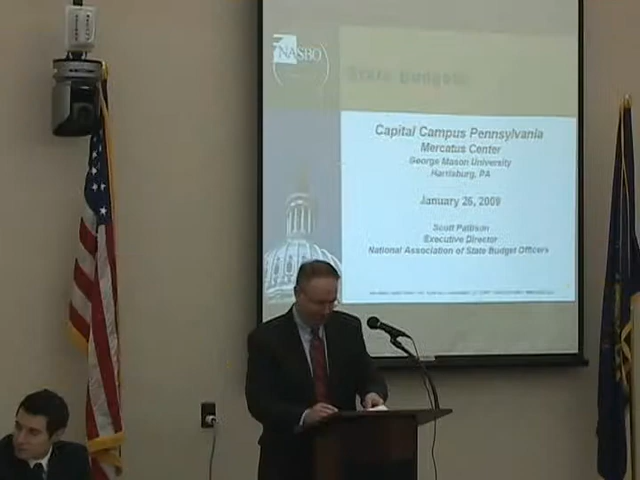 NASBO
State Budgets
Capital Campus Pennsylvania
Mercatus Center
George Mason University
Harrisburg, PA
January 26, 2009
Scott Pattison
Executive Director
National Association of State Budget Officers